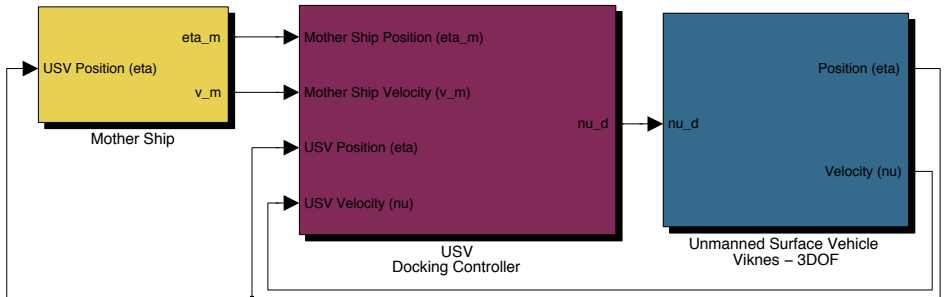 eta_m
USV Position (eta)
v_m
Mother Ship
Mother Ship Position (eta_m)
Mother Ship Velocity (v_m)
nu_d
USV Position (eta)
USV Velocity (nu)
USV
Docking Controller
Position (eta)
nu_d
Velocity (nu)
Unmanned Surface Vehicle
Viknes – 3DOF